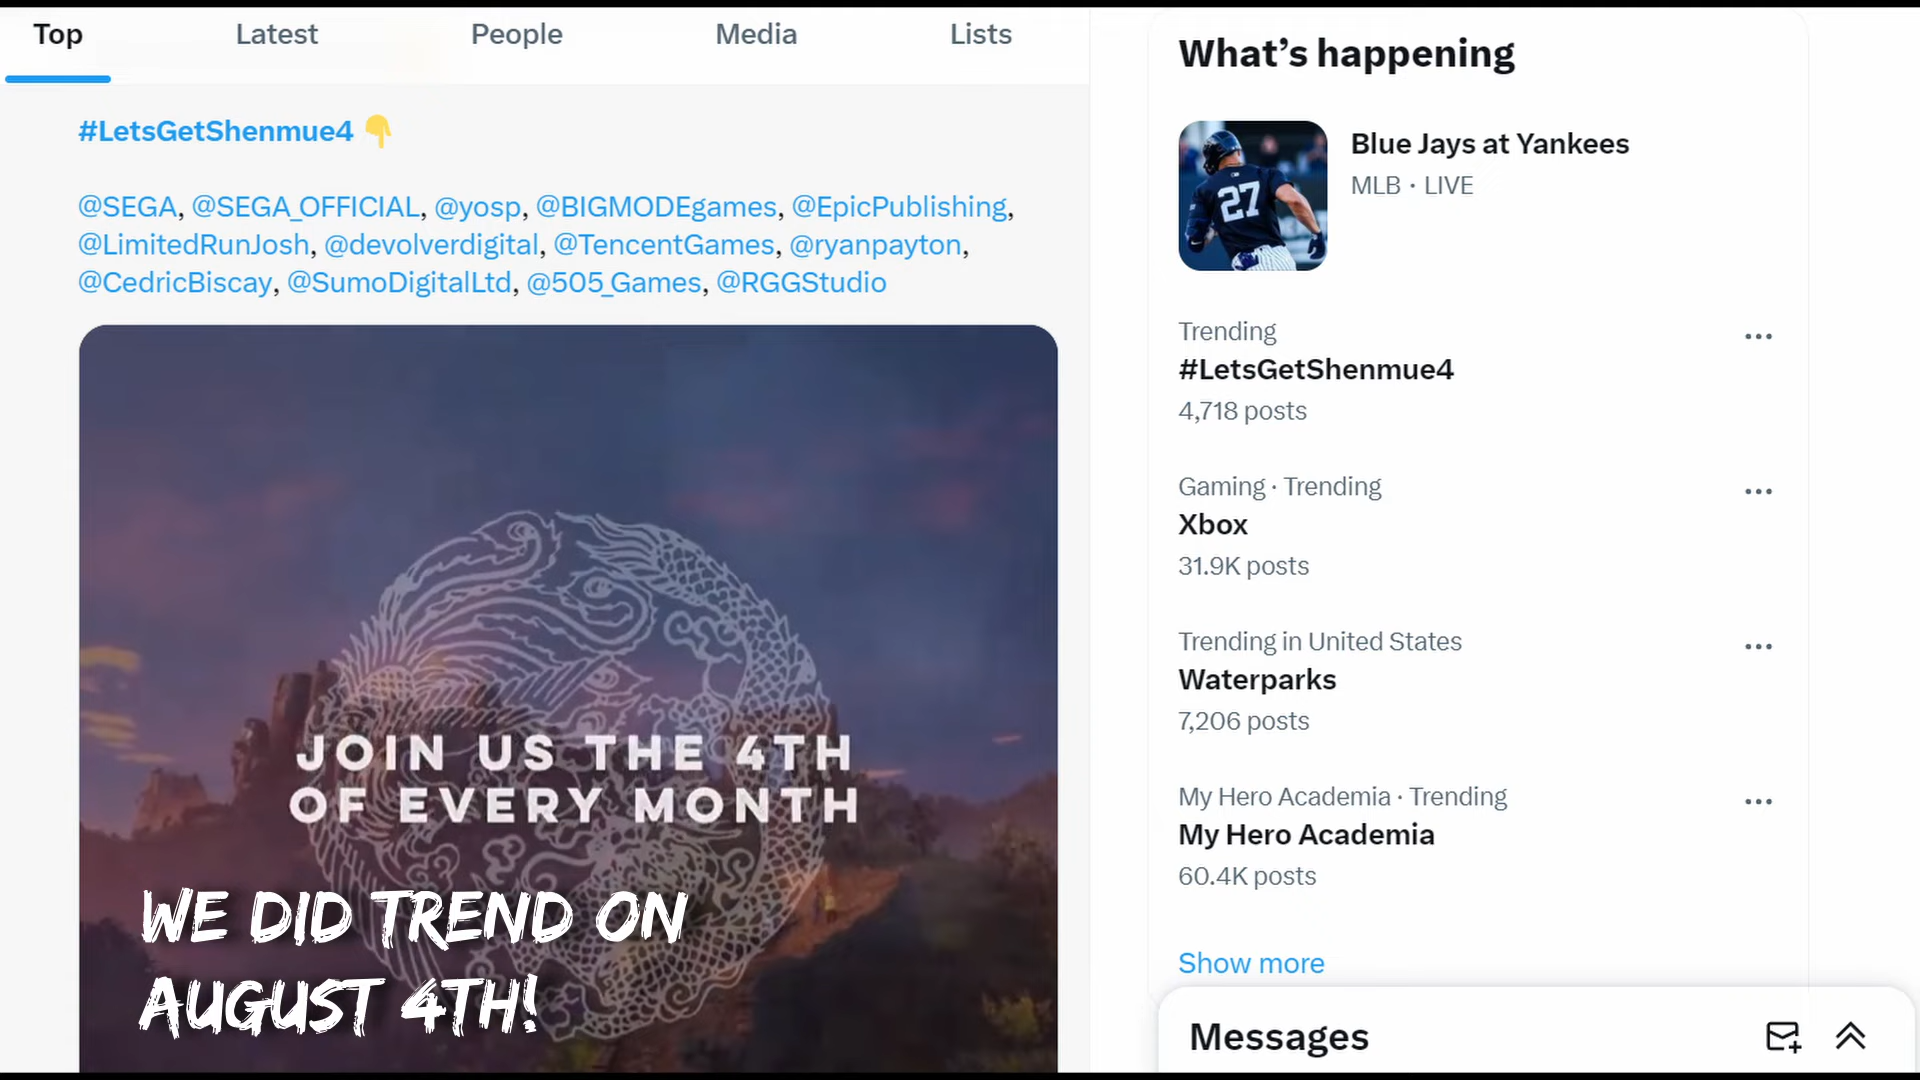 Top
Latest
People
Media
Lists
#LetsGetShenmue4 👇
@SEGA, @SEGA_OFFICIAL, @yosp, @BIGMODEgames, @EpicPublishing,
@LimitedRunJosh, @devolverdigital, @TencentGames, @ryanpayton,
@CedricBiscay, @SumoDigitalLtd, @505_Games, @RGGStudio
JOIN US THE 4TH
OF EVERY MONTH
WE DID TREND ON
AUGUST 4TH!
What’s happening
Blue Jays at Yankees
MLB · LIVE
27
Trending
#LetsGetShenmue4
4,718 posts
Gaming · Trending
Xbox
31.9K posts
Trending in United States
Waterparks
7,206 posts
My Hero Academia · Trending
My Hero Academia
60.4K posts
Show more
Messages